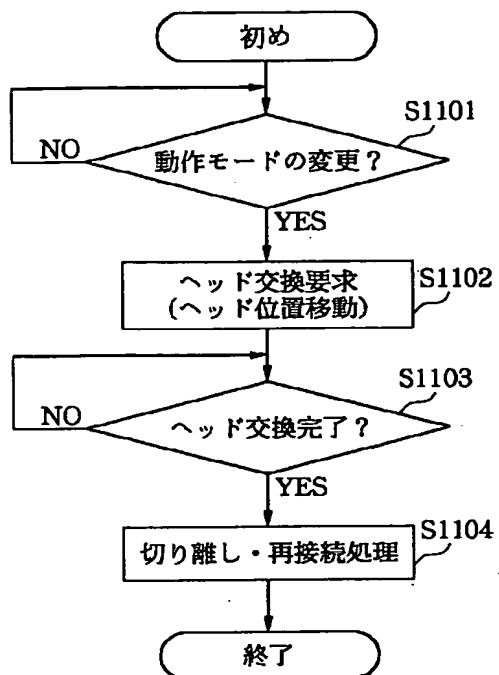 初め
S1101
NO
動作モードの変更?
YES
ヘッド交換要求
(ヘッド位置移動)
S1102
S1103
NO
ヘッド交換完了?
YES
S1104
切り離し・再接続処理
終了